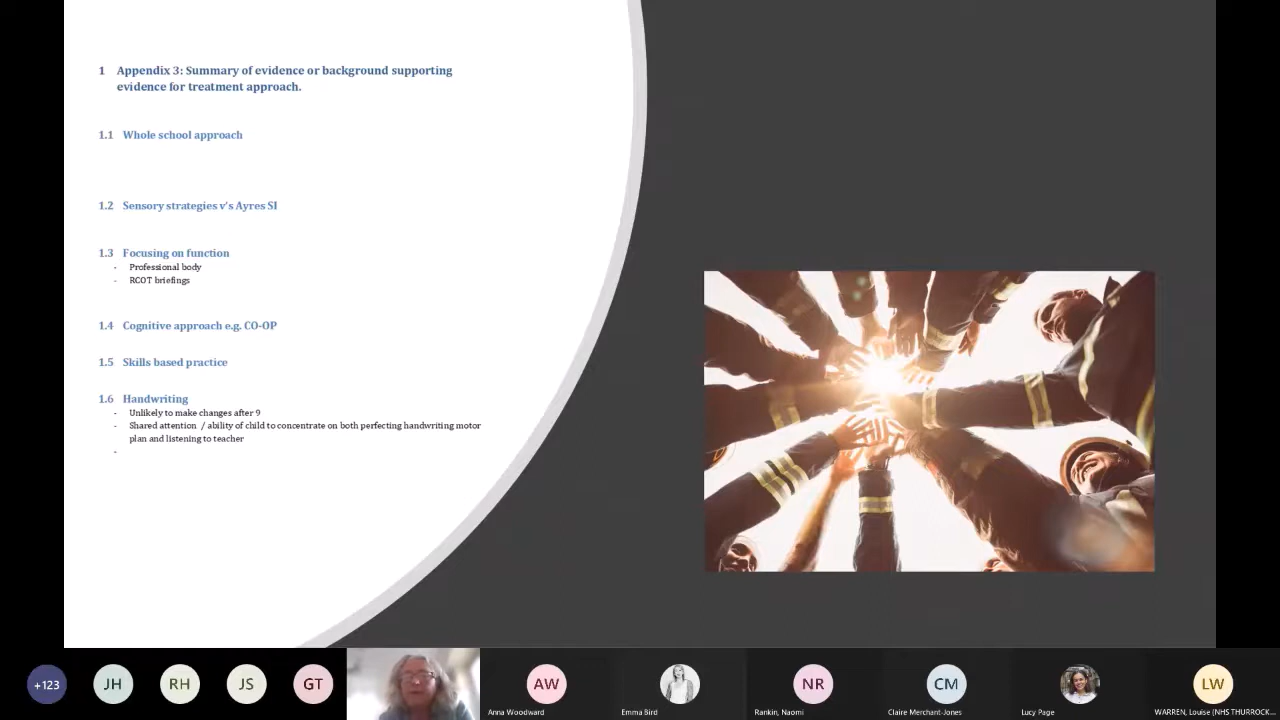 1 Appendix 3: Summary of evidence or background supporting
evidence for treatment approach.
1.1 Whole school approach
1.2 Sensory strategies v's Ayres SI
1.3 Focusing on function
- Professional body
- RCOT briefings
1.4 Cognitive approach e.g. CO-OP
1.5 Skills based practice
1.6 Handwriting
- Unlikely to make changes after 9
- Shared attention / ability of child to concentrate on both perfecting handwriting motor
plan and listening to teacher
-
+123
JH
RH
JS
GT
AW
NR
CM
LW
Anna Woodward
Emma Bird
Rankin, Naomi
Claire Merchant-Jones
Lucy Page
WARREN, Louise (NHS THURROCK...